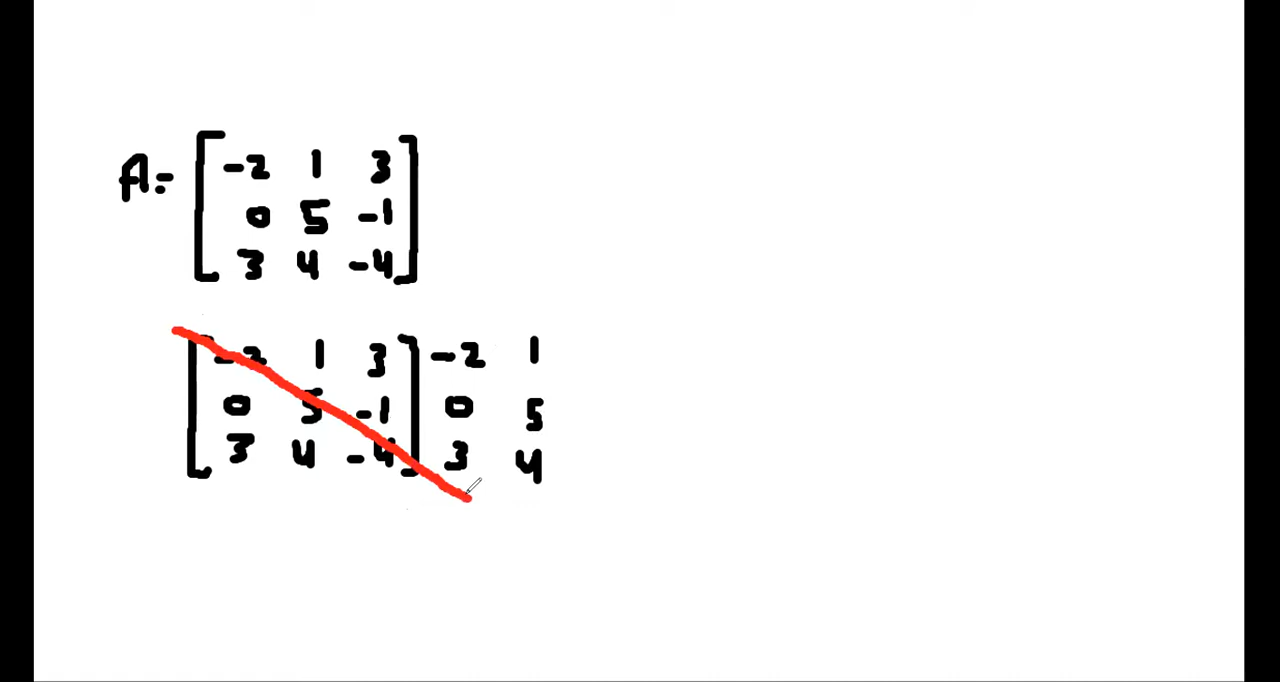 A= [ -2 1 3 ]
0 5 -1
3 4 -4
[ -2 1 3 ] -2 1
0 5 -1 0 5
3 4 -4 3 4